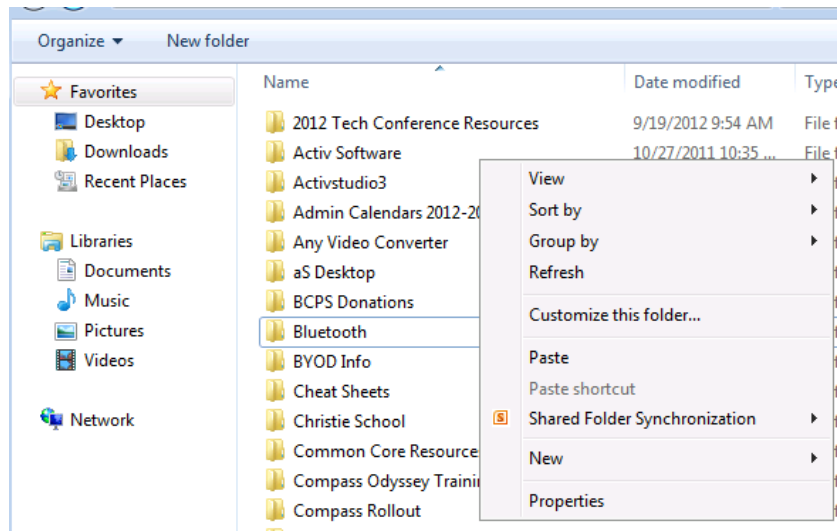 Organize New folder
Name Date modified Type
Favorites
Desktop
Downloads
Recent Places
Libraries
Documents
Music
Pictures
Videos
Network
2012 Tech Conference Resources 9/19/2012 9:54 AM File
Activ Software 10/27/2011 10:35 ... File
Activstudio3
Admin Calendars 2012-20
Any Video Converter
aS Desktop
BCPS Donations
Bluetooth
BYOD Info
Cheat Sheets
Christie School
Common Core Resource
Compass Odyssey Traini
Compass Rollout
View
Sort by
Group by
Refresh
Customize this folder...
Paste
Paste shortcut
S Shared Folder Synchronization
New
Properties